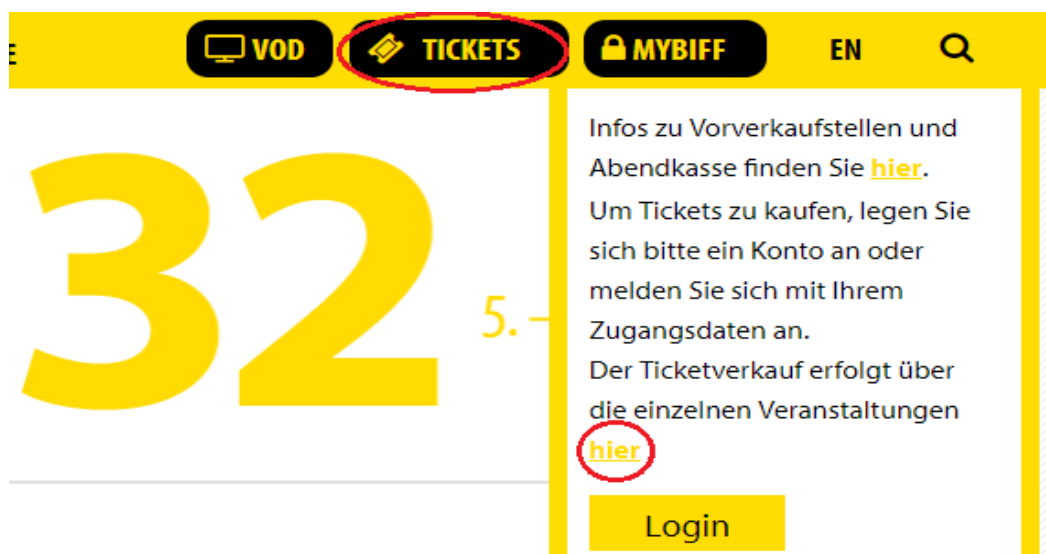 E
VOD
TICKETS
MYBIFF
EN
32
5. –
Infos zu Vorverkaufstellen und
Abendkasse finden Sie hier.
Um Tickets zu kaufen, legen Sie
sich bitte ein Konto an oder
melden Sie sich mit Ihrem
Zugangsdaten an.
Der Ticketverkauf erfolgt über
die einzelnen Veranstaltungen
hier
Login